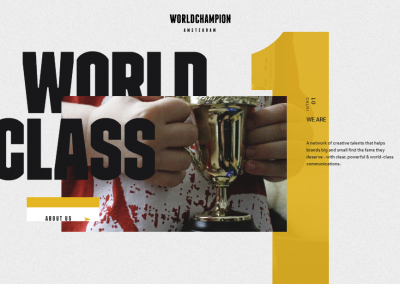 WORLDCHAMPION
AMSTERDAM
WORLD
CLASS
1
WE ARE
A network of creative talents that helps
brands big and small find the fame they
deserve - with clear, powerful & world-class
communications.
ABOUT US